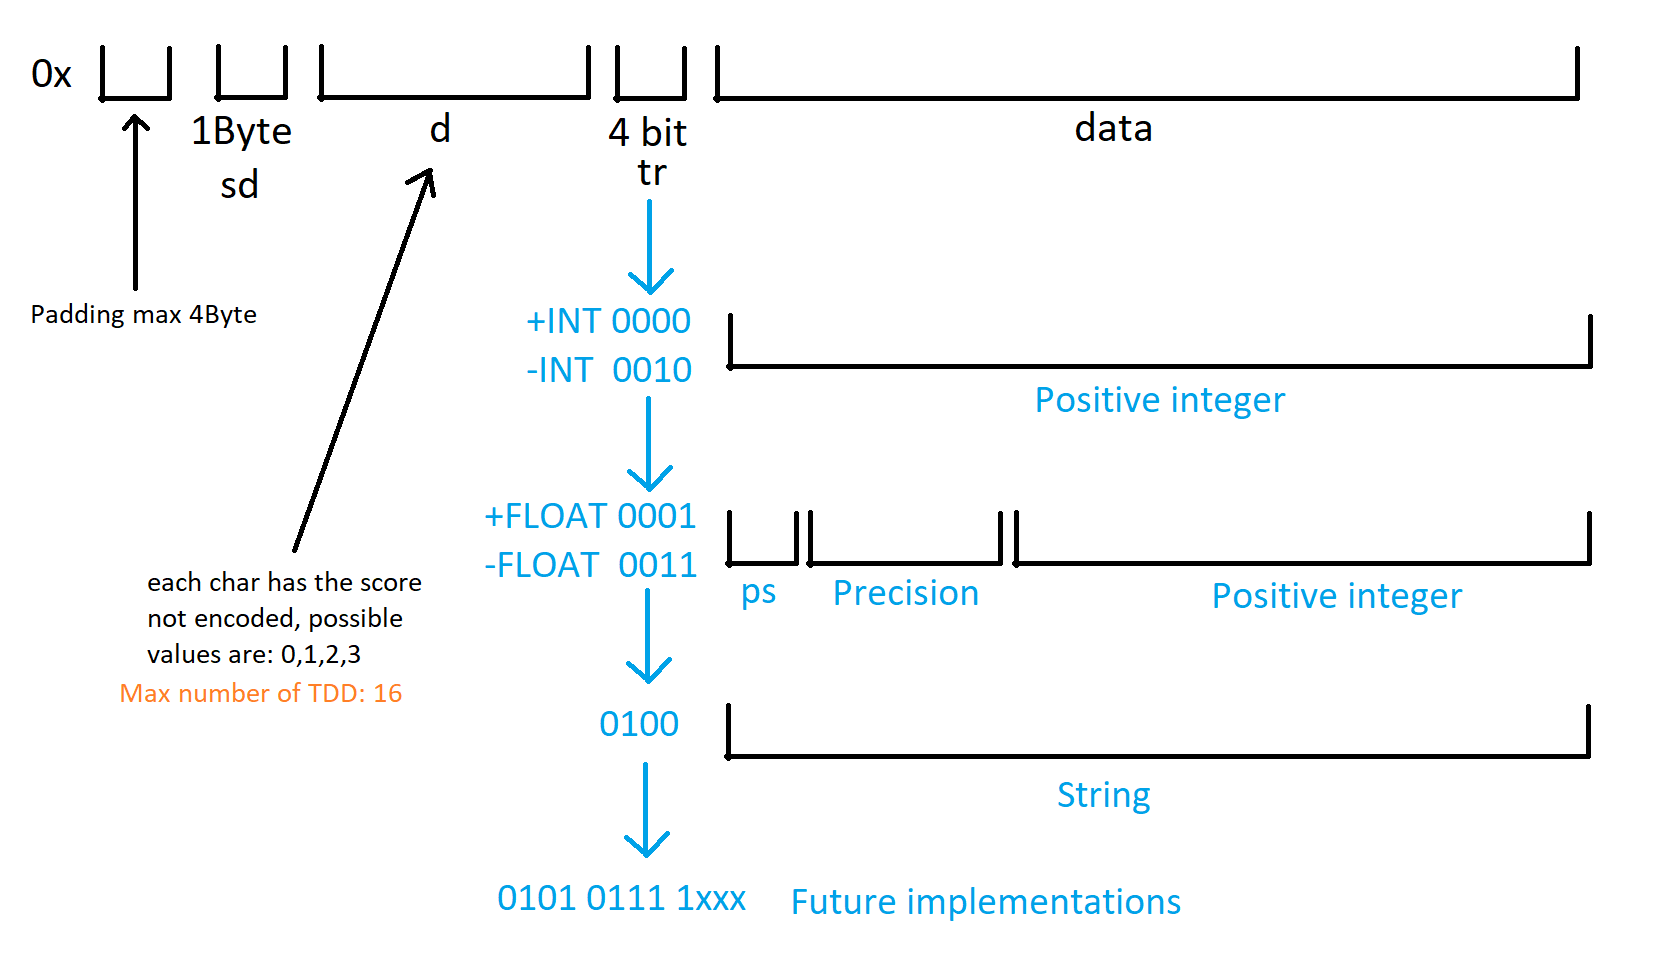 0x
1Byte
sd
d
4 bit
tr
data
Padding max 4Byte
+INT 0000
-INT 0010
Positive integer
+FLOAT 0001
-FLOAT 0011
ps
Precision
Positive integer
each char has the score
not encoded, possible
values are: 0,1,2,3
Max number of TDD: 16
0100
String
0101 0111 1xxx
Future implementations